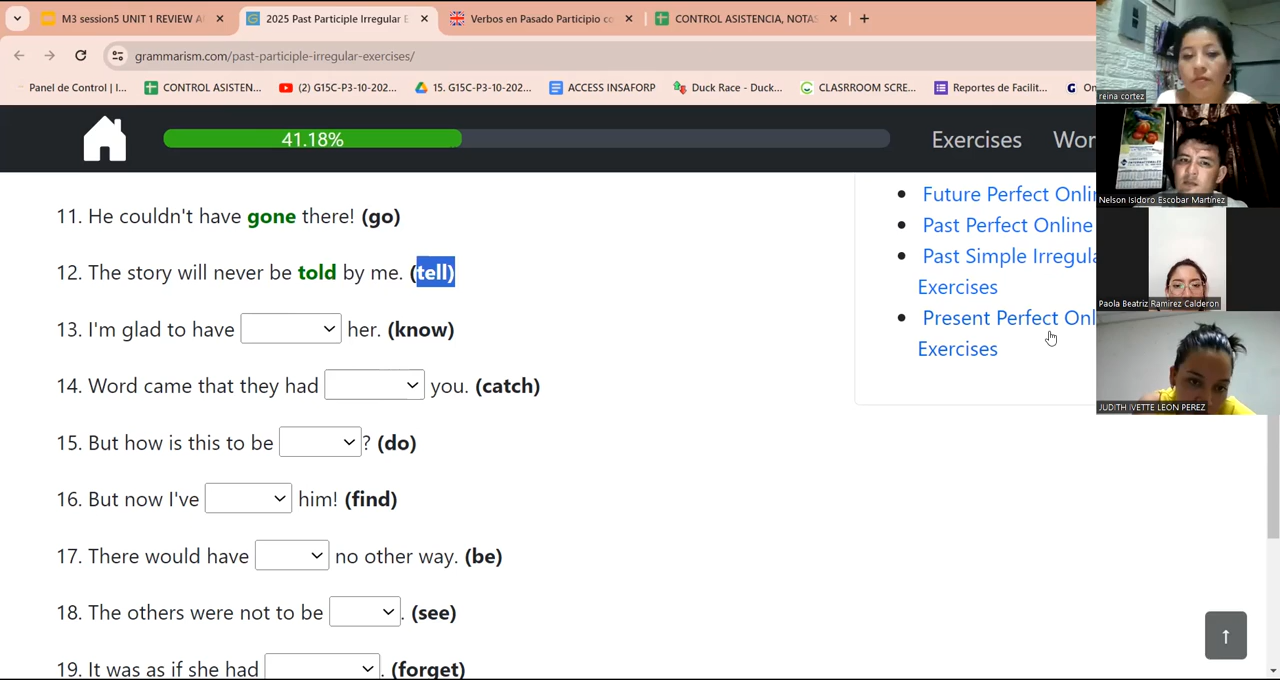 M3 session5 UNIT 1 REVIEW A
2025 Past Participle Irregular E
Verbos en Pasado Participio co
CONTROL ASISTENCIA, NOTAS
grammarism.com/past-participle-irregular-exercises/
Panel de Control | I...
CONTROL ASISTEN...
(2) G15C-P3-10-202...
15. G15C-P3-10-202...
ACCESS INSAFORP
Duck Race - Duck...
CLASRROOM SCRE...
Reportes de Facilit...
41.18%
Exercises
Wor
11. He couldn't have gone there! (go)
12. The story will never be told by me. (tell)
13. I'm glad to have her. (know)
14. Word came that they had you. (catch)
15. But how is this to be ? (do)
16. But now I've him! (find)
17. There would have no other way. (be)
18. The others were not to be . (see)
19. It was as if she had . (forget)
Future Perfect Onli
Past Perfect Online
Past Simple Irregula
Exercises
Present Perfect Onl
Exercises
reina cortez
Nelson Isidoro Escobar Martinez
Paola Beatriz Ramirez Calderon
JUDITH IVETTE LEON PEREZ